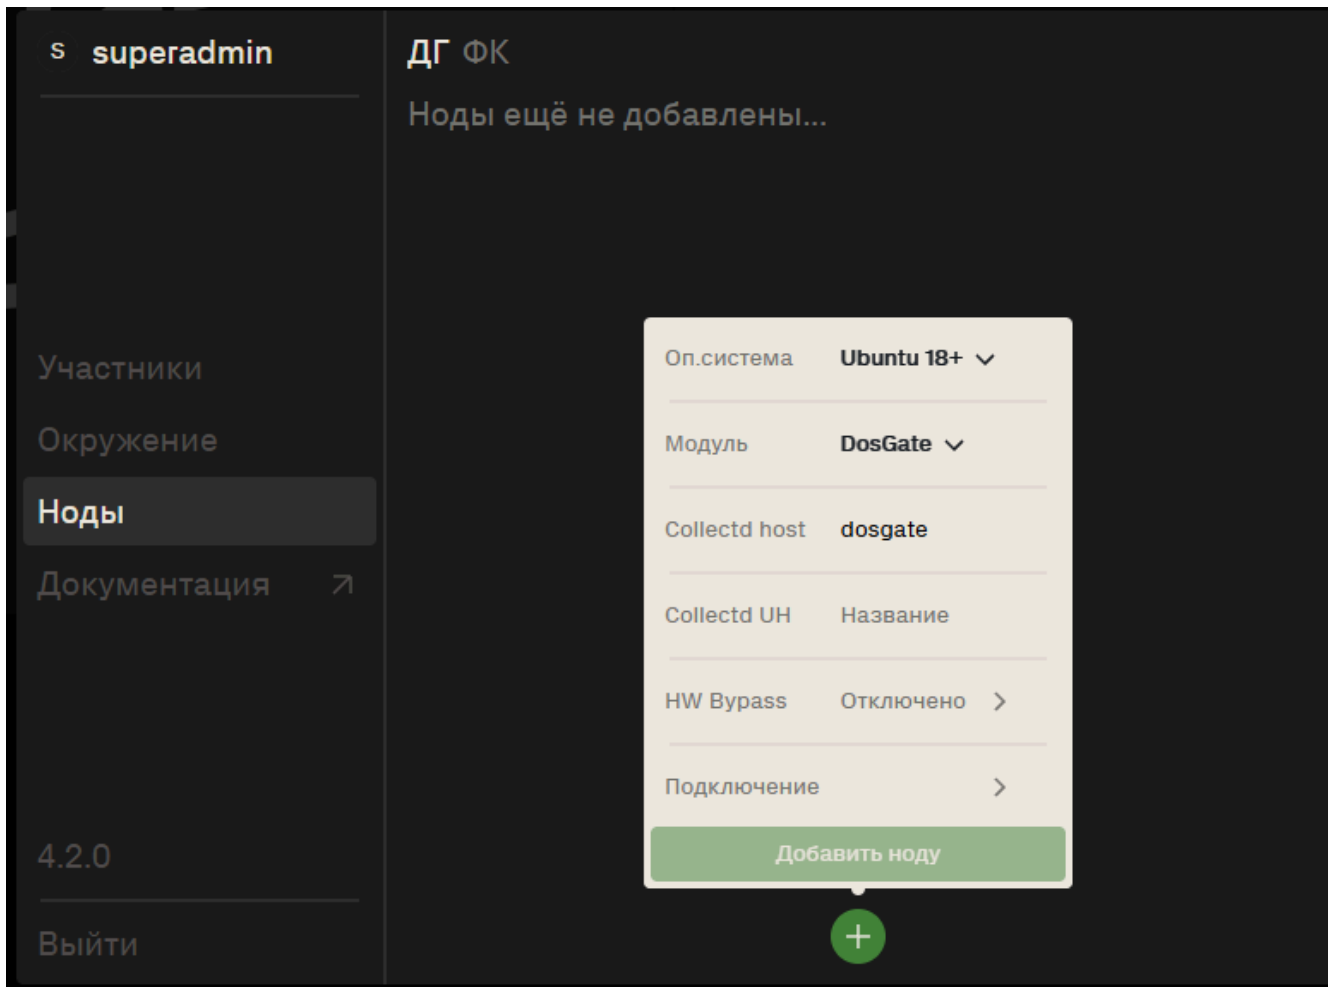 S superadmin
ДГ ФК
Ноды ещё не добавлены...
Участники
Окружение
Ноды
Документация
4.2.0
Выйти
Оп.система Ubuntu 18+
Модуль DosGate
Collectd host dosgate
Collectd UH Название
HW Bypass Отключено
Подключение
Добавить ноду